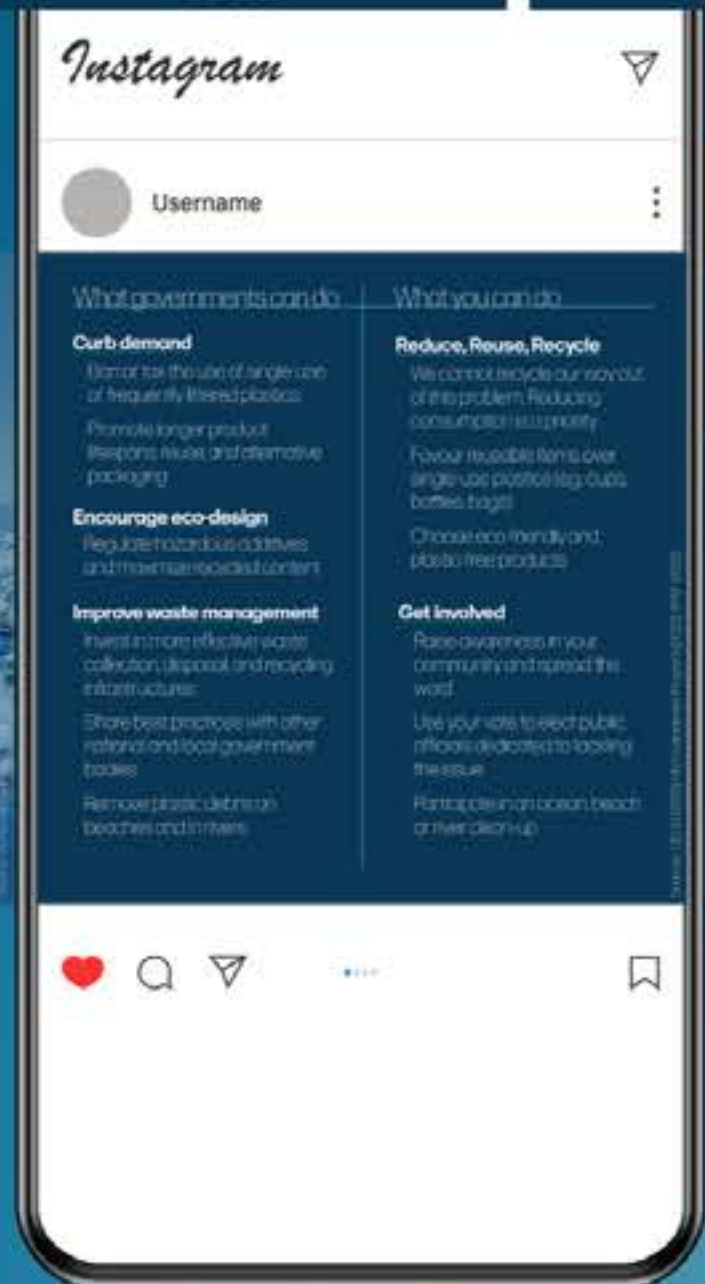 Instagram
Username
What governments can do
Curb demand
Ban or tax the use of single use
or frequently littered plastics
Promote longer product
lifespans, reuse, and alternative
packaging
Encourage eco-design
Regulate hazardous additives
and maximise recycled content
Improve waste management
Invest in more effective waste
collection, disposal, and recycling
infrastructures
Share best practices with other
national and local government
bodies
Remove plastic debris on
beaches and in rivers
What you can do
Reduce, Reuse, Recycle
We cannot recycle our way out
of this problem. Reducing
consumption is a priority
Favour reusable items over
single-use plastics (eg. cups,
bottles, bags)
Choose eco-friendly and
plastic free products
Get involved
Raise awareness in your
community and spread the
word
Use your vote to elect public
officials dedicated to tackling
the issue
Participate in an ocean, beach
or river clean-up